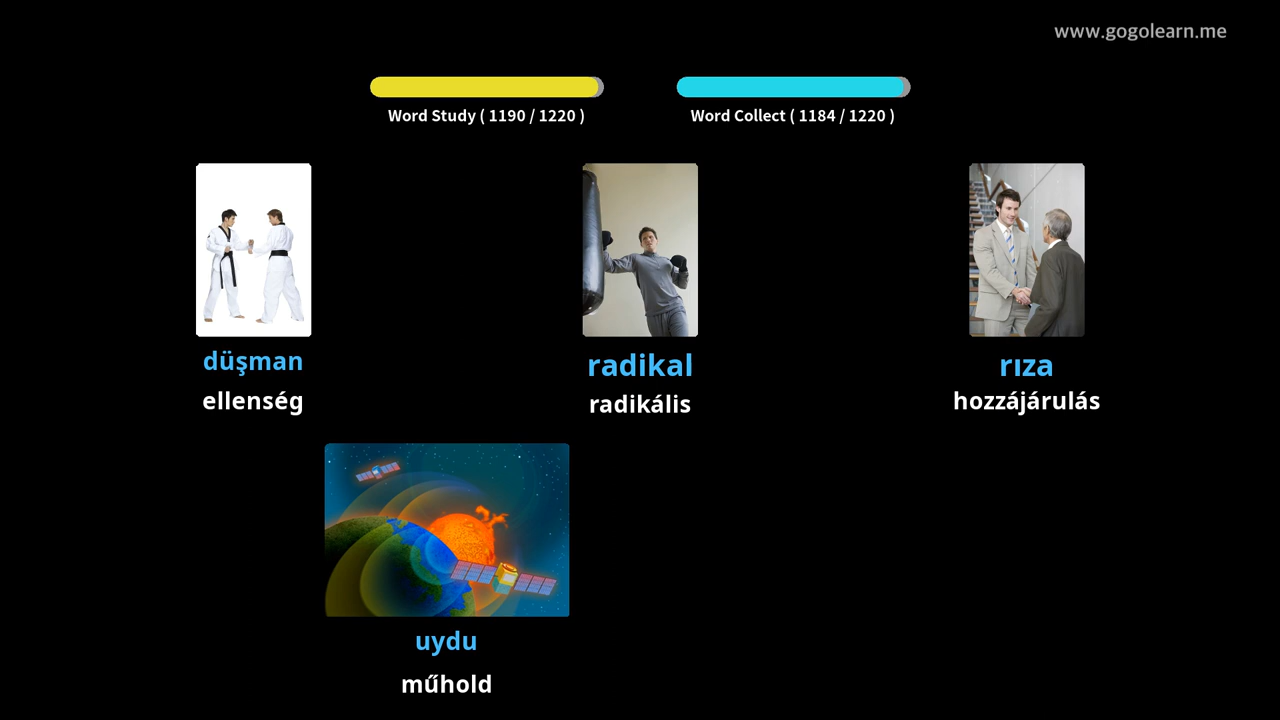 www.gogolearn.me
Word Study ( 1190 / 1220 )
Word Collect ( 1184 / 1220 )
düşman
ellenség
radikal
radikális
rıza
hozzájárulás
uydu
műhold